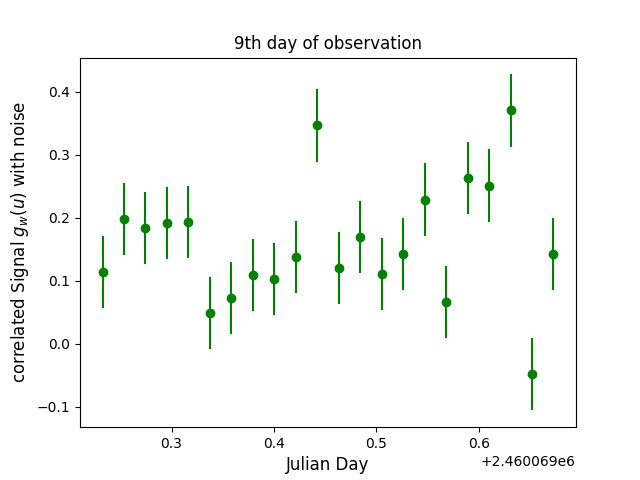 9th day of observation
correlated Signal g_w(u) with noise
0.4
0.3
0.2
0.1
0.0
−0.1
0.3
0.4
0.5
0.6
Julian Day
+2.460069e6